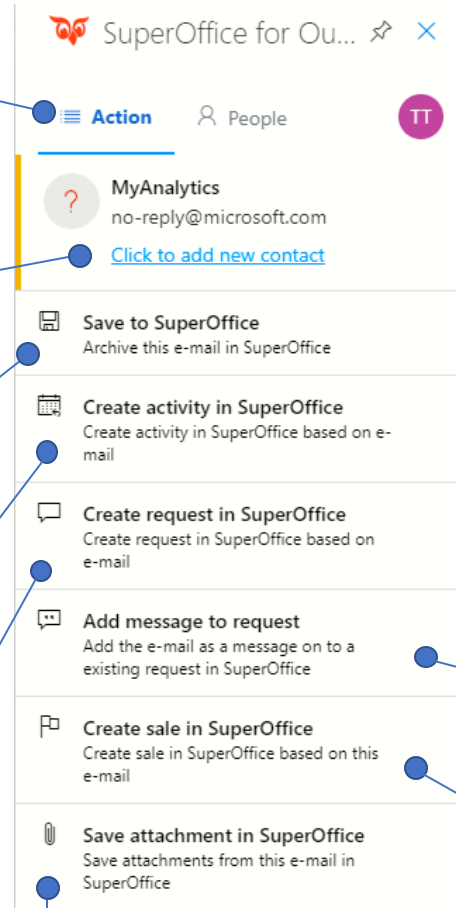 SuperOffice for Ou...
Action
People
TT
?
MyAnalytics
no-reply@microsoft.com
Click to add new contact
Save to SuperOffice
Archive this e-mail in SuperOffice
Create activity in SuperOffice
Create activity in SuperOffice based on e-
mail
Create request in SuperOffice
Create request in SuperOffice based on
e-mail
Add message to request
Add the e-mail as a message on to a
existing request in SuperOffice
Create sale in SuperOffice
Create sale in SuperOffice based on this
e-mail
Save attachment in SuperOffice
Save attachments from this e-mail in
SuperOffice